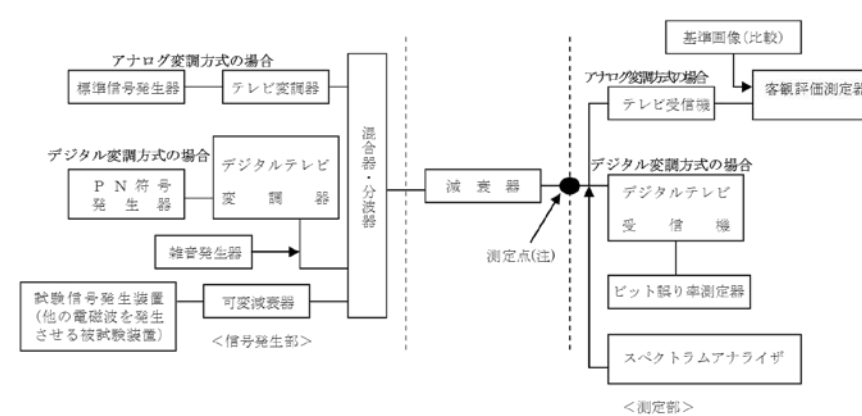 アナログ変調方式の場合
標準信号発生器
テレビ変調器
デジタル変調方式の場合
PN符号
発生器
デジタルテレビ
変調器
雑音発生器
試験信号発生装置
(他の電磁波を発生
させる被試験装置)
可変減衰器
<信号発生部>
混合器・分波器
減衰器
測定点(注)
基準画像(比較)
アナログ変調方式の場合
テレビ受信機
客観評価測定器
デジタル変調方式の場合
デジタルテレビ
受信機
ビット誤り率測定器
スペクトラムアナライザ
<測定部>